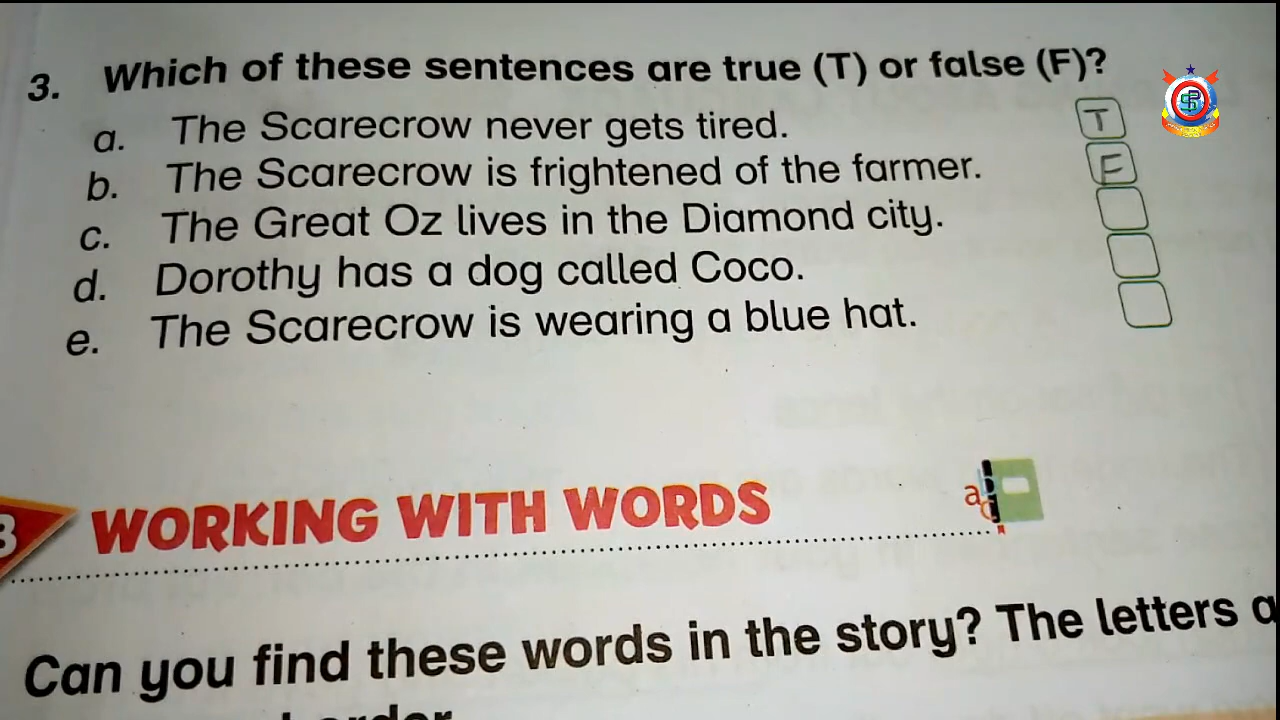 3. Which of these sentences are true (T) or false (F)?
a. The Scarecrow never gets tired. T
b. The Scarecrow is frightened of the farmer. F
c. The Great Oz lives in the Diamond city.
d. Dorothy has a dog called Coco.
e. The Scarecrow is wearing a blue hat.
WORKING WITH WORDS
Can you find these words in the story? The letters
order